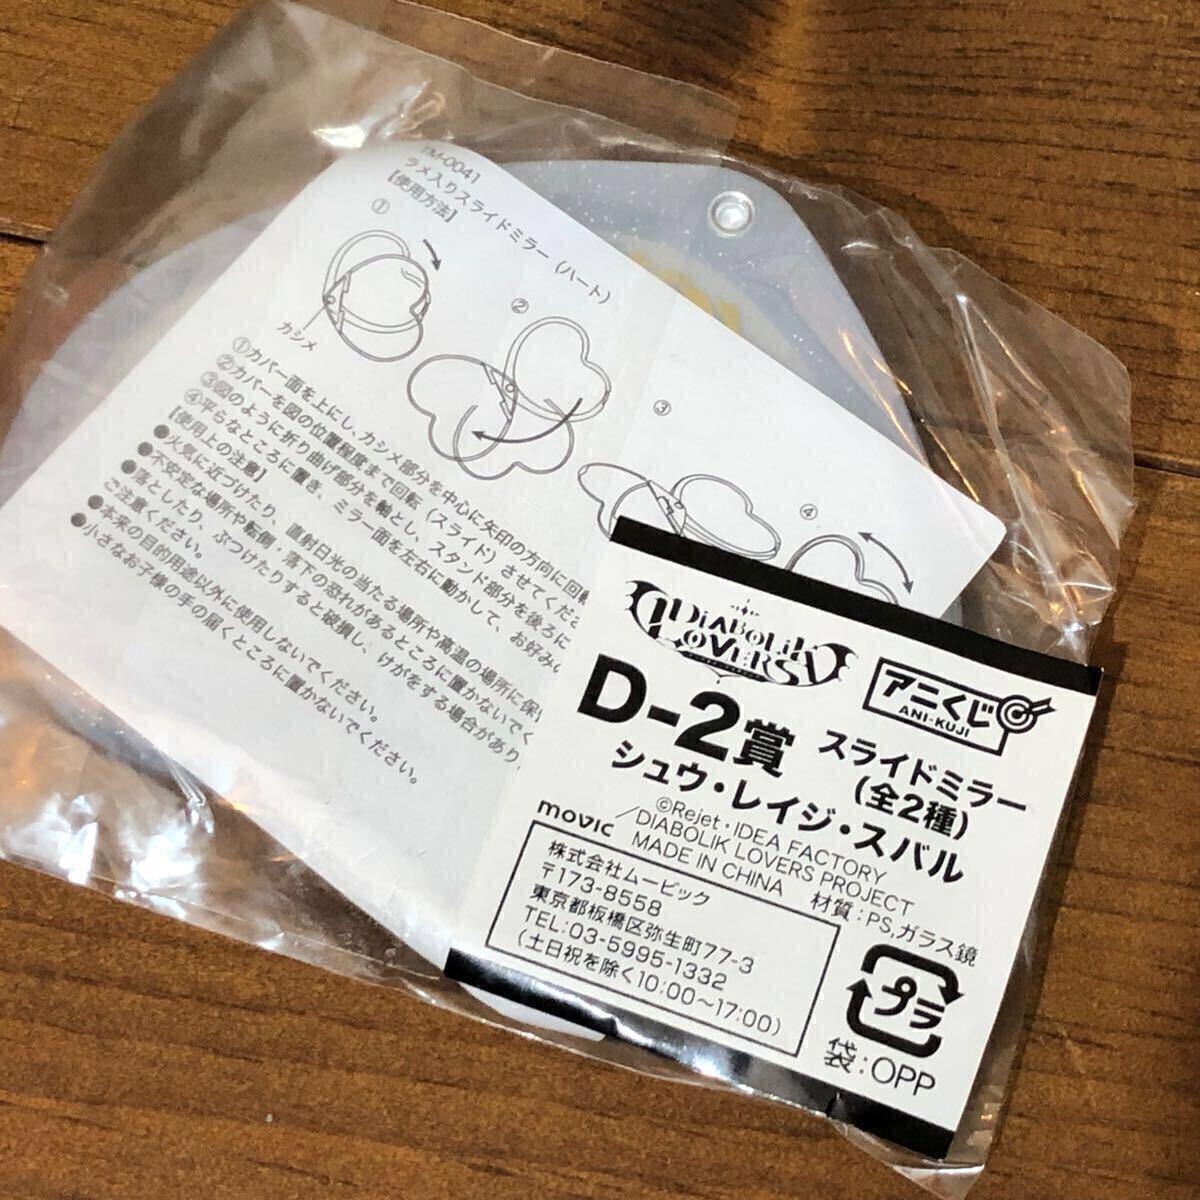 TM-0041
ラメ入りスライドミラー（ハート）
【使用方法】
①
②
③
④
カシメ
①カバー面を上にし、カシメ部分を中心に矢印の方向に回転
②カバーを図の位置程度まで回転（スライド）させてくださ
③図のように折り曲げ部分を軸とし、スタンド部分を後ろに
④平らなところに置き、ミラー面を左右に動かして、お好み
【使用上の注意】
●火気に近づけたり、直射日光の当たる場所や高温の場所に保
●不安定な場所や転倒・落下の恐れがあるところに置かないでく
●落としたり、ぶつけたりすると破損し、けがをする場合があり
ご注意ください。
●本来の目的用途以外に使用しないでください。
●小さなお子様の手の届くところに置かないでください。
DIABOLIK LOVERS
アニくじ
ANI-KUJI
D-2賞
スライドミラー
（全2種）
シュウ・レイジ・スバル
©Rejet・IDEA FACTORY
／DIABOLIK LOVERS PROJECT
MADE IN CHINA
材質：PS,ガラス鏡
movic
株式会社ムービック
〒173-8558
東京都板橋区弥生町77-3
TEL:03-5995-1332
（土日祝を除く10:00～17:00）
プラ
袋：OPP